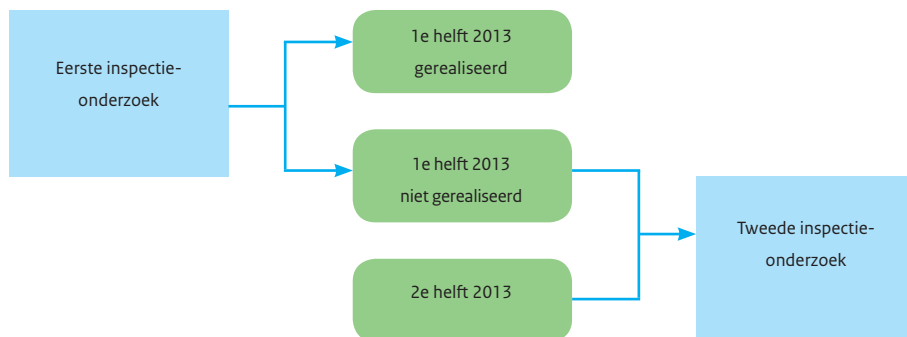 Eerste inspectie-
onderzoek
1e helft 2013
gerealiseerd
1e helft 2013
niet gerealiseerd
2e helft 2013
Tweede inspectie-
onderzoek